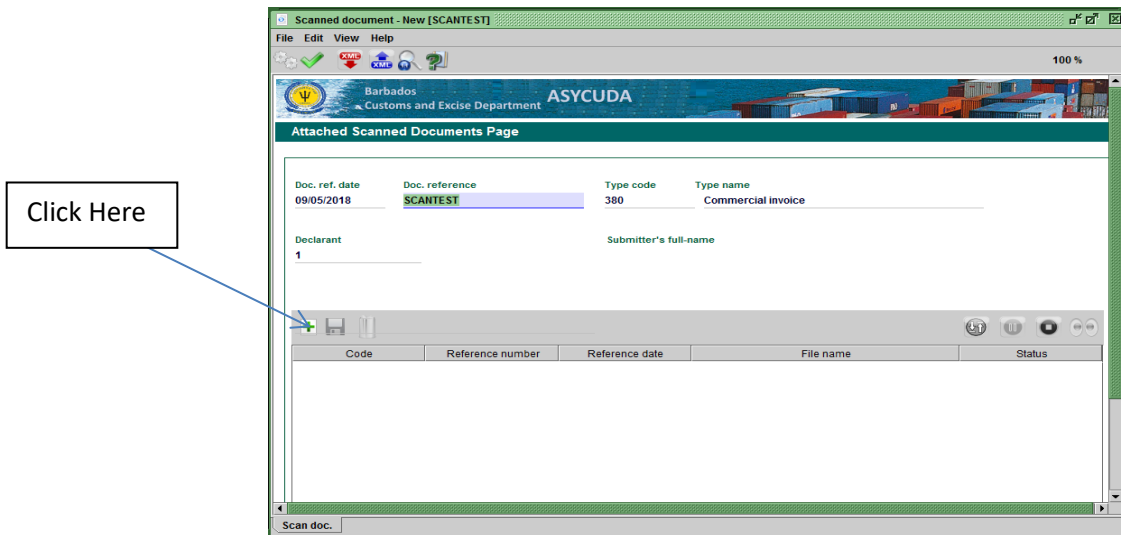 Scanned document - New [SCANTEST]
File Edit View Help
XML XML 100 %
Barbados
Customs and Excise Department ASYCUDA
Attached Scanned Documents Page
Doc. ref. date Doc. reference Type code Type name
09/05/2018 SCANTEST 380 Commercial invoice
Click Here
Declarant Submitter's full-name
1
Code Reference number Reference date File name Status
Scan doc.